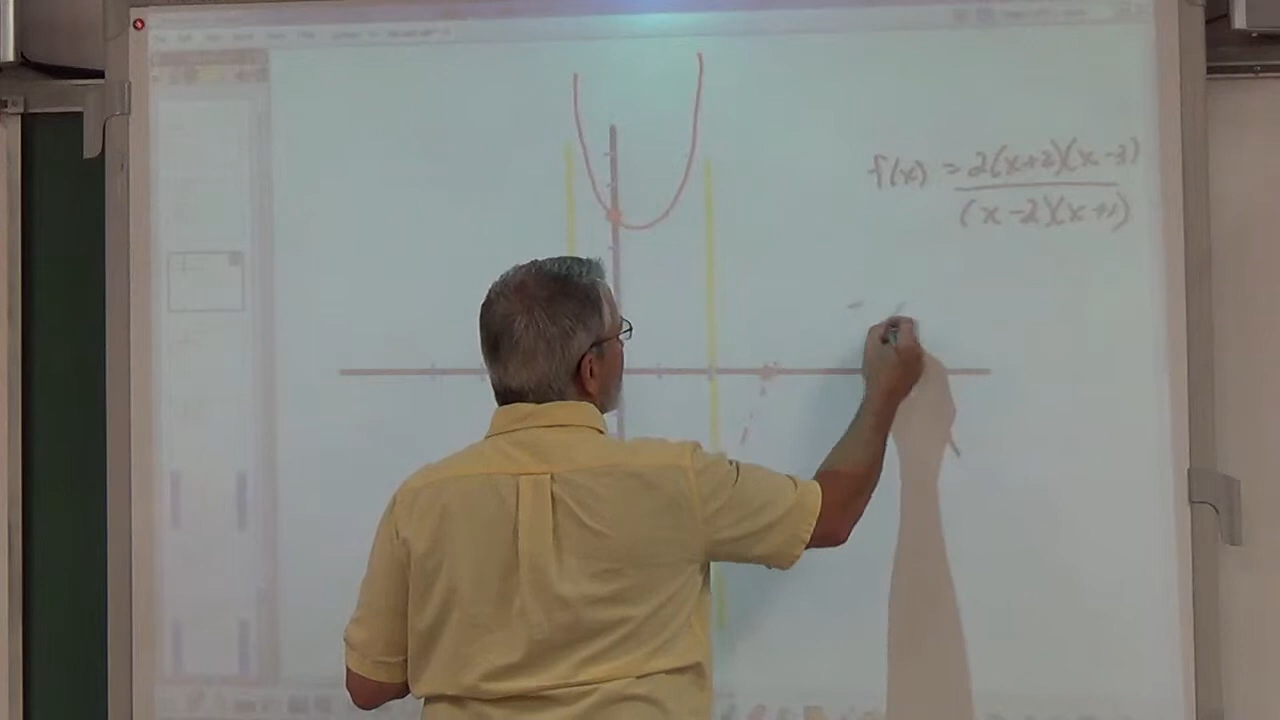 f(x) = 2(x+2)(x-3)
(x-2)(x+1)